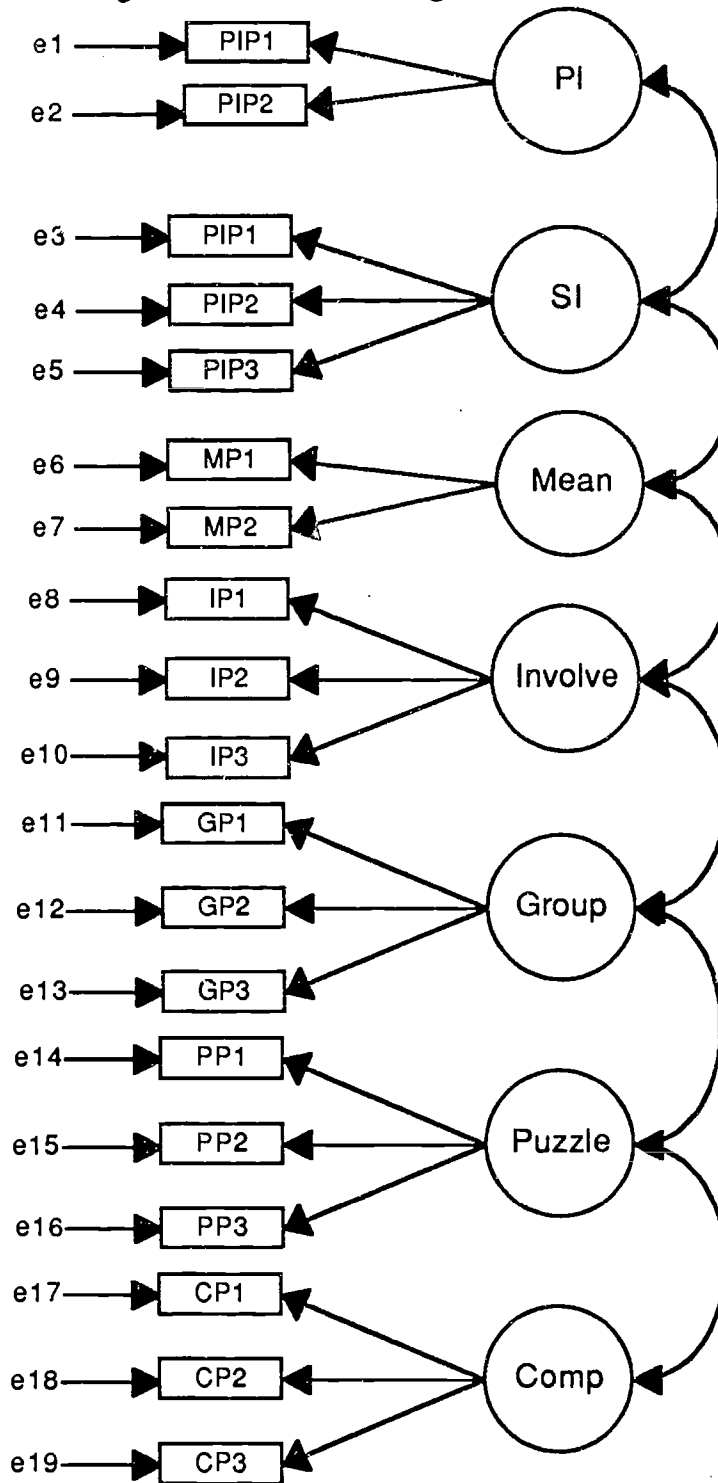 e1 PIP1
PI
e2 PIP2
e3 PIP1
e4 PIP2 SI
e5 PIP3
e6 MP1
Mean
e7 MP2
e8 IP1
e9 IP2 Involve
e10 IP3
e11 GP1
e12 GP2 Group
e13 GP3
e14 PP1
e15 PP2 Puzzle
e16 PP3
e17 CP1
e18 CP2 Comp
e19 CP3